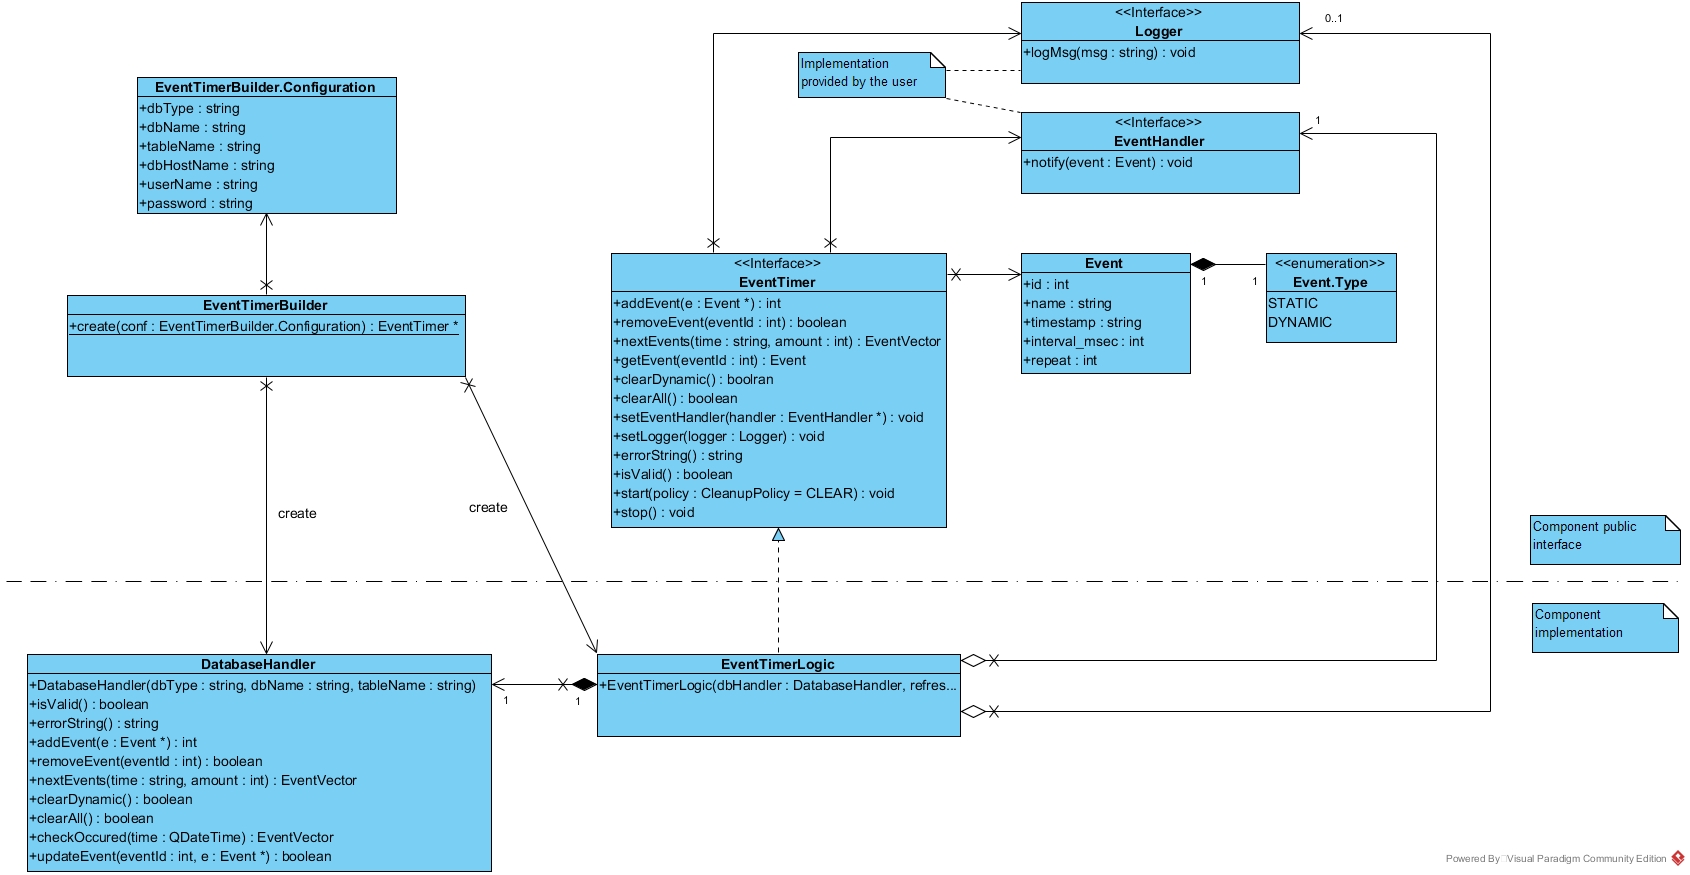 <<Interface>>
Logger
+logMsg(msg : string) : void
0..1
Implementation
provided by the user
<<Interface>>
EventHandler
+notify(event : Event) : void
1
EventTimerBuilder.Configuration
+dbType : string
+dbName : string
+tableName : string
+dbHostName : string
+userName : string
+password : string
EventTimerBuilder
+create(conf : EventTimerBuilder.Configuration) : EventTimer *
<<Interface>>
EventTimer
+addEvent(e : Event *) : int
+removeEvent(eventId : int) : boolean
+nextEvents(time : string, amount : int) : EventVector
+getEvent(eventId : int) : Event
+clearDynamic() : boolran
+clearAll() : boolean
+setEventHandler(handler : EventHandler *) : void
+setLogger(logger : Logger) : void
+errorString() : string
+isValid() : boolean
+start(policy : CleanupPolicy = CLEAR) : void
+stop() : void
Event
+id : int
+name : string
+timestamp : string
+interval_msec : int
+repeat : int
1
1
<<enumeration>>
Event.Type
STATIC
DYNAMIC
create
create
Component public
interface
Component
implementation
DatabaseHandler
+DatabaseHandler(dbType : string, dbName : string, tableName : string)
+isValid() : boolean
+errorString() : string
+addEvent(e : Event *) : int
+removeEvent(eventId : int) : boolean
+nextEvents(time : string, amount : int) : EventVector
+clearDynamic() : boolean
+clearAll() : boolean
+checkOccured(time : QDateTime) : EventVector
+updateEvent(eventId : int, e : Event *) : boolean
1
1
EventTimerLogic
+EventTimerLogic(dbHandler : DatabaseHandler, refres...
Powered By Visual Paradigm Community Edition